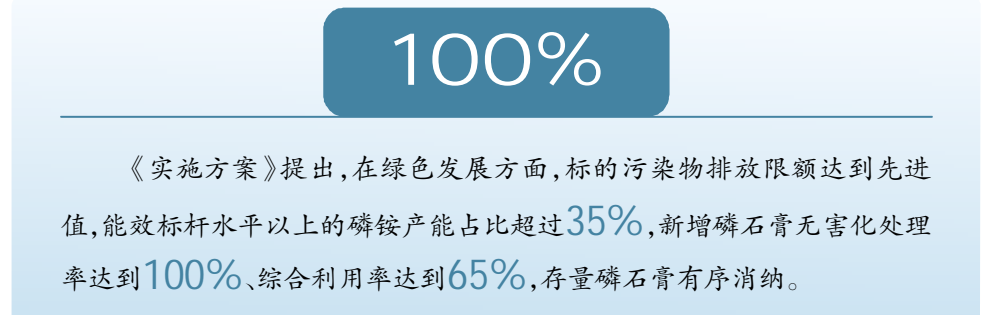 100%
《实施方案》提出,在绿色发展方面,标的污染物排放限额达到先进
值,能效标杆水平以上的磷铵产能占比超过35%,新增磷石膏无害化处理
率达到100%、综合利用率达到65%,存量磷石膏有序消纳。